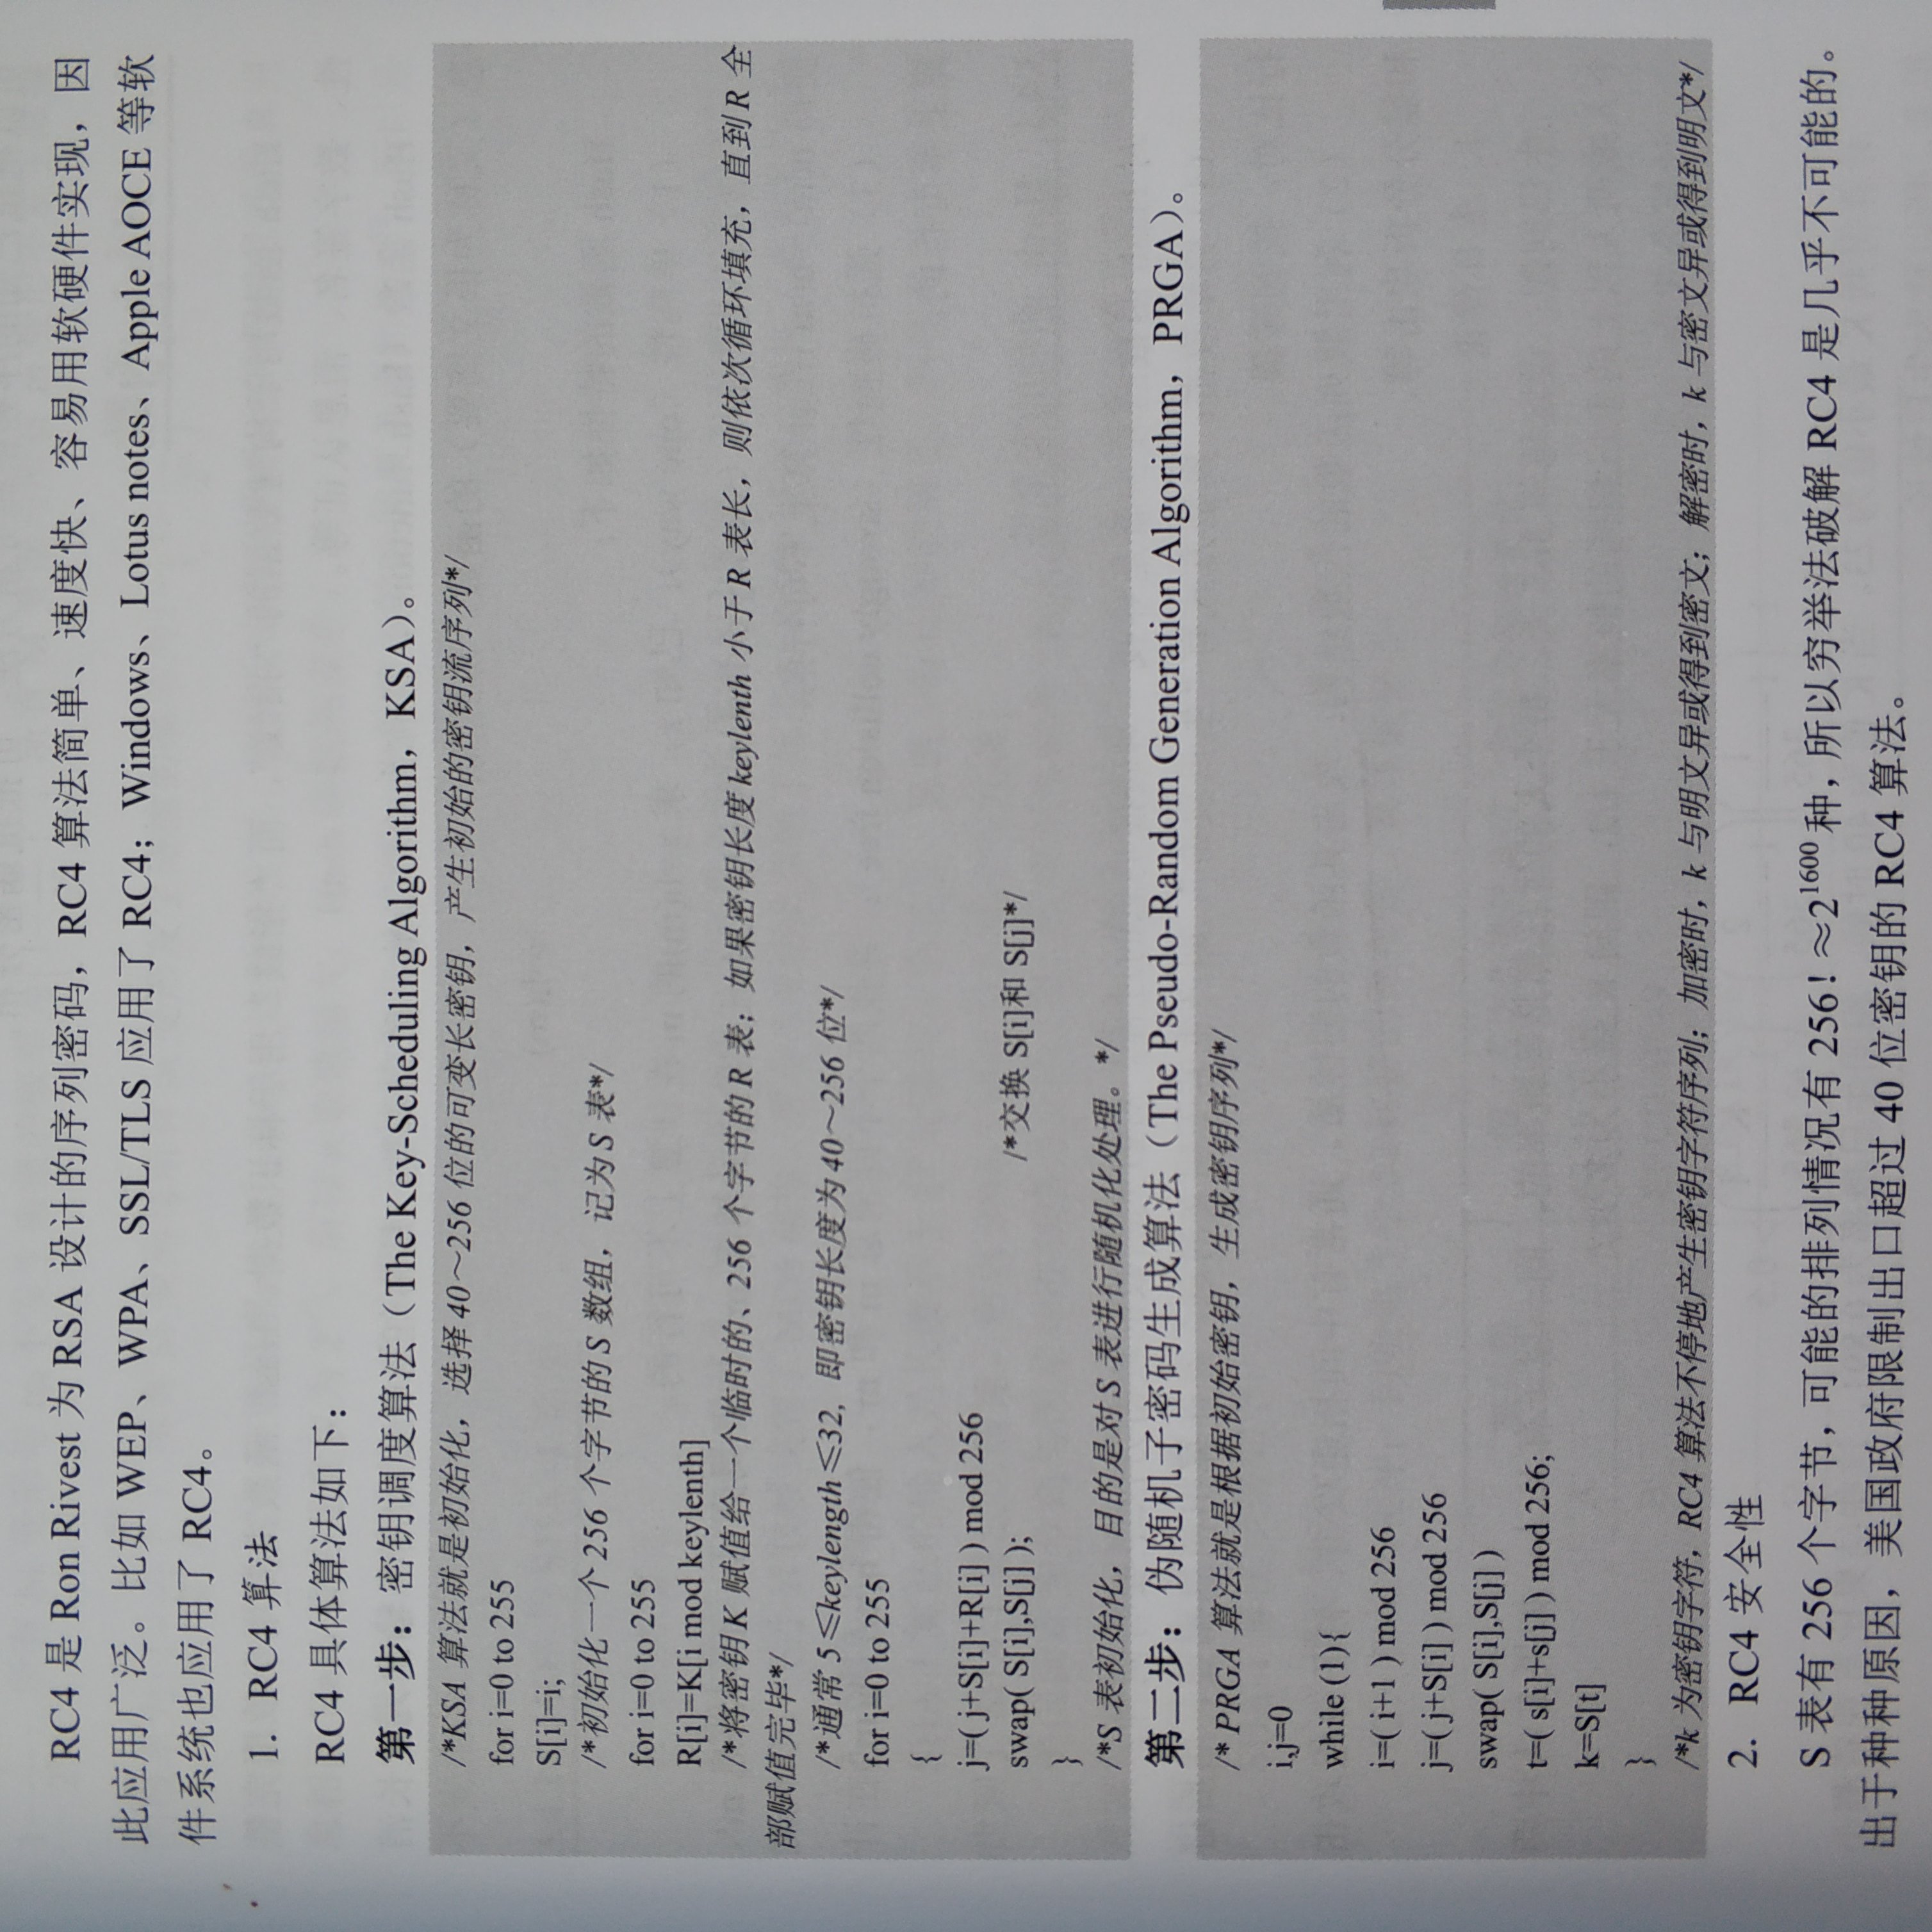 RC4 是 Ron Rivest 为 RSA 设计的序列密码，RC4 算法简单、速度快、容易用软硬件实现，因
此应用广泛。比如 WEP、WPA、SSL/TLS 应用了 RC4；Windows、Lotus notes、Apple AOCE 等软
件系统也应用了 RC4。
1. RC4 算法
RC4 具体算法如下：
第一步：密钥调度算法（The Key-Scheduling Algorithm，KSA）。
/*KSA 算法就是初始化，选择 40～256 位的可变长密钥，产生初始的密钥流序列*/
for i=0 to 255
S[i]=i;
/*初始化一个 256 个字节的 S 数组，记为 S 表*/
for i=0 to 255
R[i]=K[i mod keylenth]
/*将密钥 K 赋值给一个临时的、256 个字节的 R 表；如果密钥长度 keylenth 小于 R 表长，则依次循环填充，直到 R 全
部赋值完毕*/
/*通常 5≤keylength≤32, 即密钥长度为 40～256 位*/
for i=0 to 255
{
j=( j+S[i]+R[i] ) mod 256
swap( S[i],S[j] ); /*交换 S[i]和 S[j]*/
}
/*S 表初始化，目的是对 S 表进行随机化处理。*/
第二步：伪随机子密码生成算法（The Pseudo-Random Generation Algorithm，PRGA）。
/* PRGA 算法就是根据初始密钥，生成密钥序列*/
i,j=0
while (1){
i=( i+1 ) mod 256
j=( j+S[i] ) mod 256
swap( S[i],S[j] )
t=( s[i]+s[j] ) mod 256;
k=S[t]
}
/*k 为密钥字符，RC4 算法不停地产生密钥字符序列；加密时，k 与明文异或得到密文；解密时，k 与密文异或得到明文*/
2. RC4 安全性
S 表有 256 个字节，可能的排列情况有 256！≈2¹⁶⁰⁰ 种，所以穷举法破解 RC4 是几乎不可能的。
出于种种原因，美国政府限制出口超过 40 位密钥的 RC4 算法。